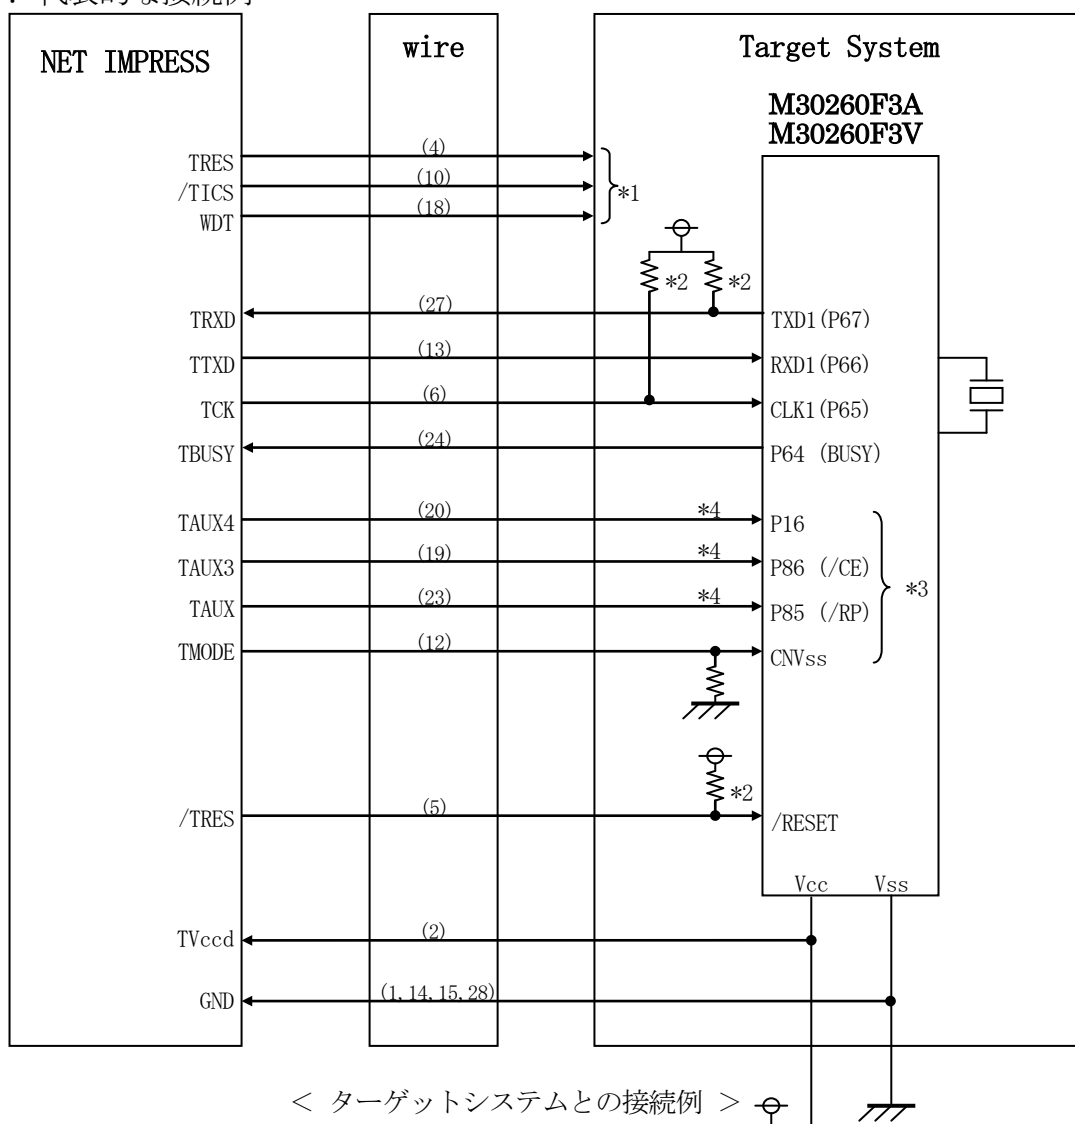 代表的な接続例
NET IMPRESS
wire
Target System
M30260F3A
M30260F3V
TRES (4)
/TICS (10) *1
WDT (18)
*2 *2
TRXD (27) TXD1(P67)
TTXD (13) RXD1(P66)
TCK (6) CLK1(P65)
TBUSY (24) P64 (BUSY)
TAUX4 (20) *4 P16
TAUX3 (19) *4 P86 (/CE)
*3
TAUX (23) *4 P85 (/RP)
TMODE (12) CNVss
*2
/TRES (5) /RESET
Vcc Vss
TVccd (2)
GND (1,14,15,28)
< ターゲットシステムとの接続例 >